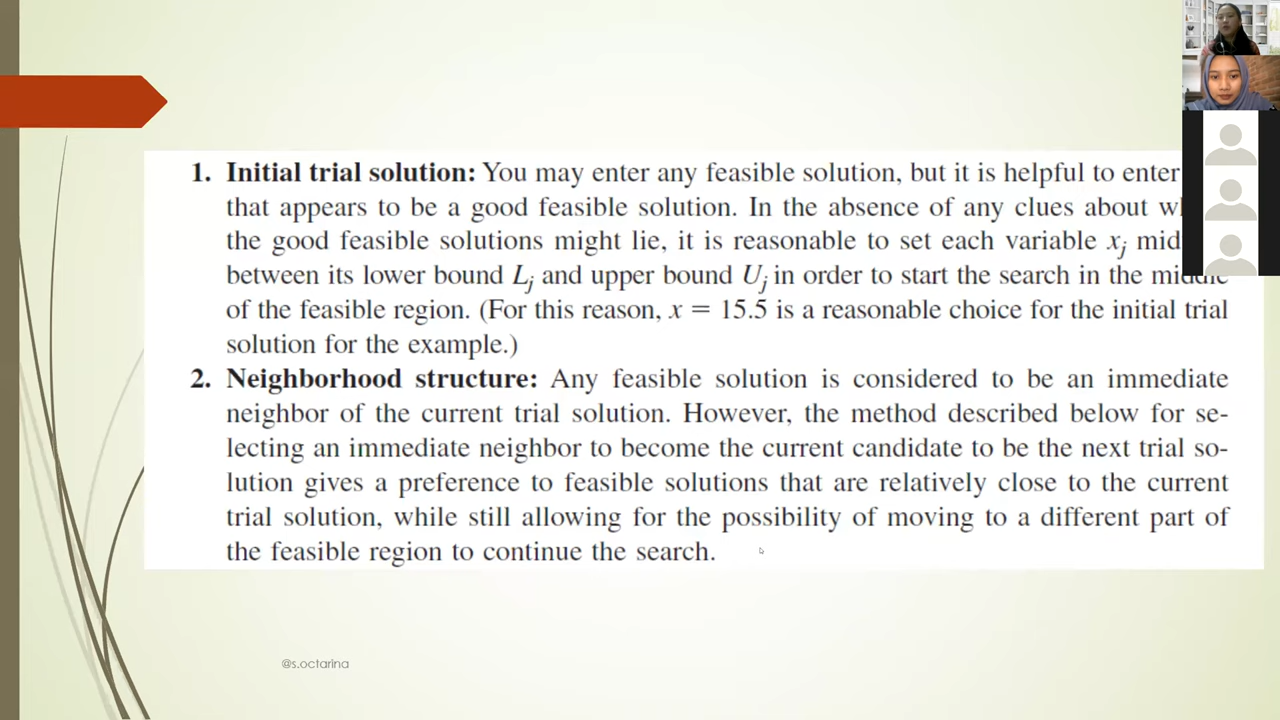 1. Initial trial solution: You may enter any feasible solution, but it is helpful to enter
that appears to be a good feasible solution. In the absence of any clues about
the good feasible solutions might lie, it is reasonable to set each variable xj
between its lower bound Lj and upper bound Uj in order to start the search in the middle
of the feasible region. (For this reason, x = 15.5 is a reasonable choice for the initial trial
solution for the example.)
2. Neighborhood structure: Any feasible solution is considered to be an immediate
neighbor of the current trial solution. However, the method described below for se-
lecting an immediate neighbor to become the current candidate to be the next trial so-
lution gives a preference to feasible solutions that are relatively close to the current
trial solution, while still allowing for the possibility of moving to a different part of
the feasible region to continue the search.
@s.octarina